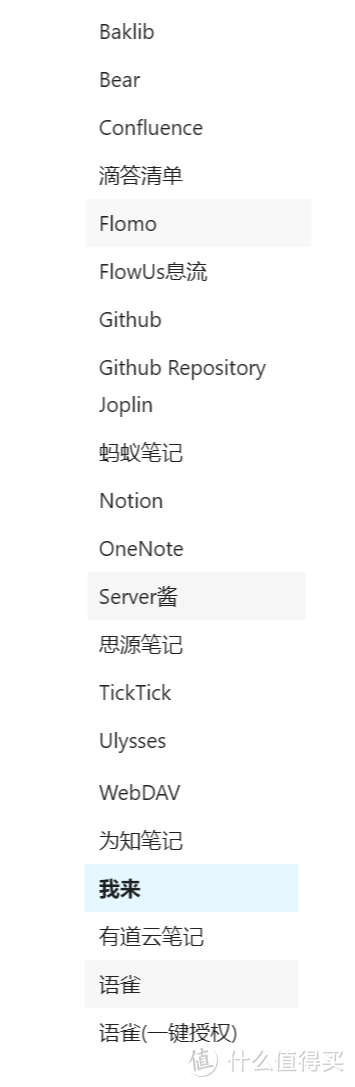 Baklib
Bear
Confluence
滴答清单
Flomo
FlowUs息流
Github
Github Repository
Joplin
蚂蚁笔记
Notion
OneNote
Server酱
思源笔记
TickTick
Ulysses
WebDAV
为知笔记
我来
有道云笔记
语雀
语雀(一键授权)
值 什么值得买